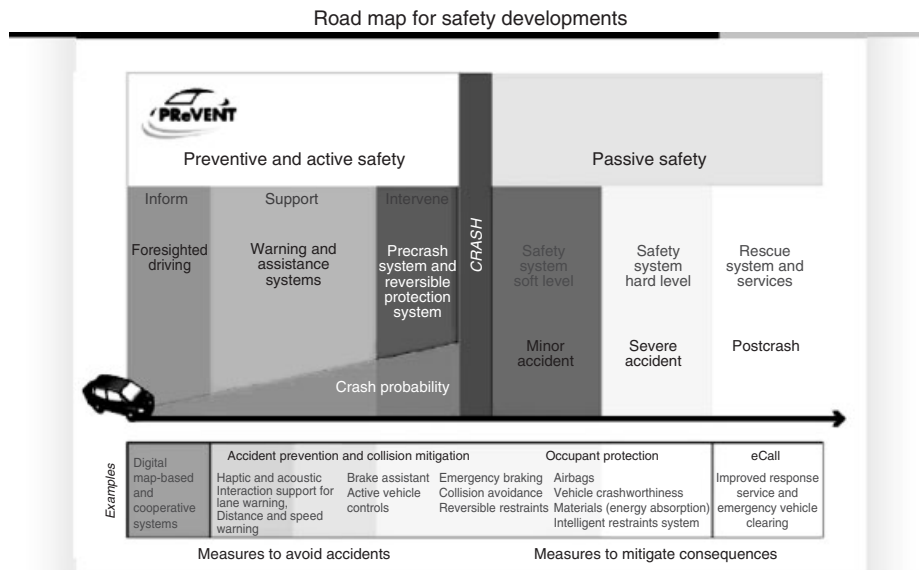 Road map for safety developments
PReVENT
Preventive and active safety
Passive safety
Inform
Support
Intervene
Foresighted
driving
Warning and
assistance
systems
Precrash
system and
reversible
protection
system
CRASH
Safety
system
soft level
Safety
system
hard level
Rescue
system and
services
Minor
accident
Severe
accident
Postcrash
Crash probability
Examples
Digital
map-based
and
cooperative
systems
Accident prevention and collision mitigation
Haptic and acoustic
Interaction support for
lane warning,
Distance and speed
warning
Brake assistant
Active vehicle
controls
Emergency braking
Collision avoidance
Reversible restraints
Occupant protection
Airbags
Vehicle crashworthiness
Materials (energy absorption)
Intelligent restraints system
eCall
Improved response
service and
emergency vehicle
clearing
Measures to avoid accidents
Measures to mitigate consequences